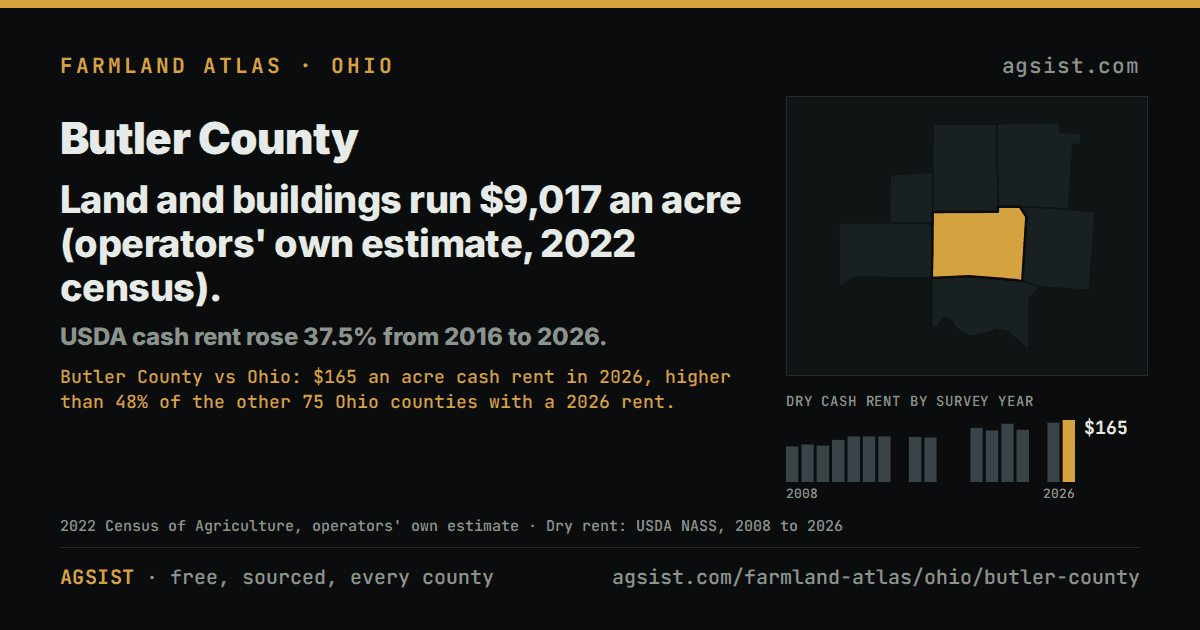 FARMLAND ATLAS · OHIO
agsist.com
Butler County
Land and buildings run $9,017 an acre
(operators' own estimate, 2022
census).
USDA cash rent rose 37.5% from 2016 to 2026.
Butler County vs Ohio: $165 an acre cash rent in 2026, higher
than 48% of the other 75 Ohio counties with a 2026 rent.
DRY CASH RENT BY SURVEY YEAR
$165
2008
2026
2022 Census of Agriculture, operators' own estimate · Dry rent: USDA NASS, 2008 to 2026
AGSIST · free, sourced, every county
agsist.com/farmland-atlas/ohio/butler-county